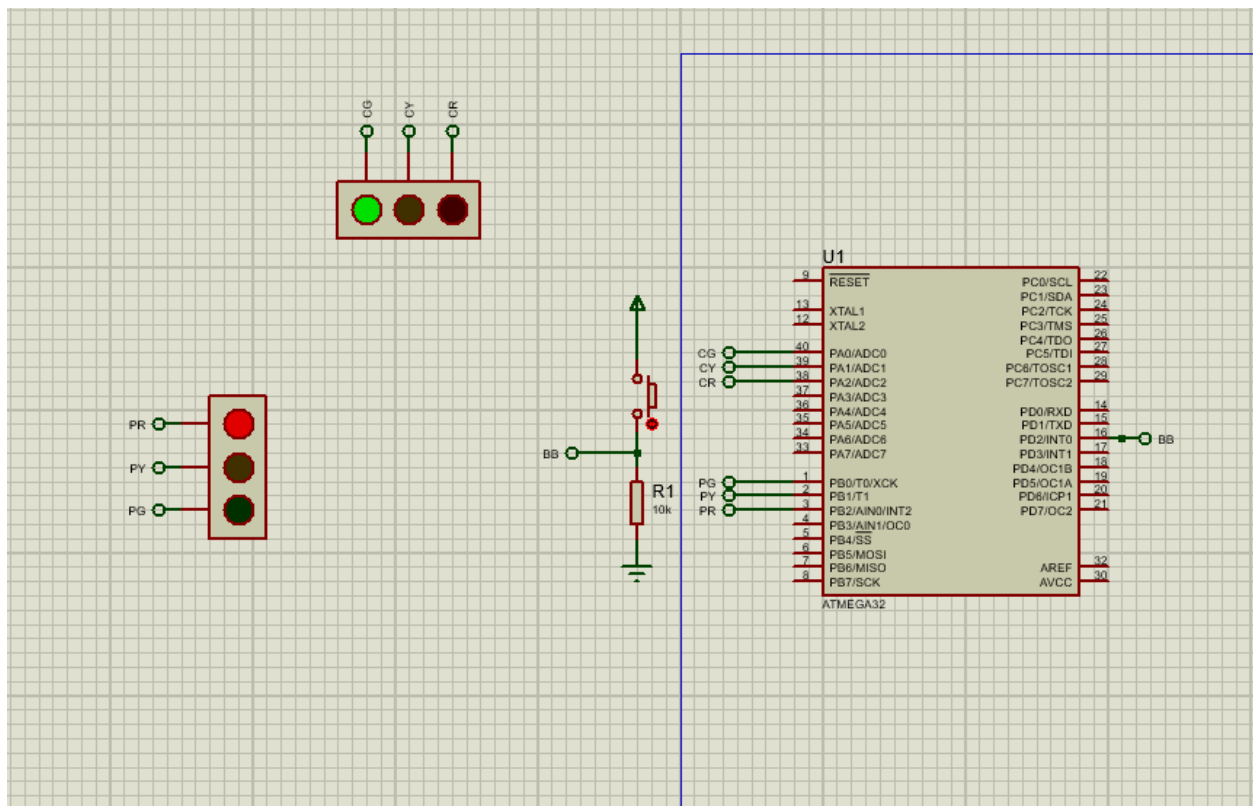 CG CY CR
PR
PY
PG
BB
R1
10k
U1
9 RESET
13 XTAL1
12 XTAL2
CG 40 PA0/ADC0
CY 39 PA1/ADC1
CR 38 PA2/ADC2
37 PA3/ADC3
36 PA4/ADC4
35 PA5/ADC5
34 PA6/ADC6
33 PA7/ADC7
PG 1 PB0/T0/XCK
PY 2 PB1/T1
PR 3 PB2/AIN0/INT2
4 PB3/AIN1/OC0
5 PB4/SS
6 PB5/MOSI
7 PB6/MISO
8 PB7/SCK
PC0/SCL 22
PC1/SDA 23
PC2/TCK 24
PC3/TMS 25
PC4/TDO 26
PC5/TDI 27
PC6/TOSC1 28
PC7/TOSC2 29
PD0/RXD 14
PD1/TXD 15
PD2/INT0 16 BB
PD3/INT1 17
PD4/OC1B 18
PD5/OC1A 19
PD6/ICP1 20
PD7/OC2 21
AREF 32
AVCC 30
ATMEGA32